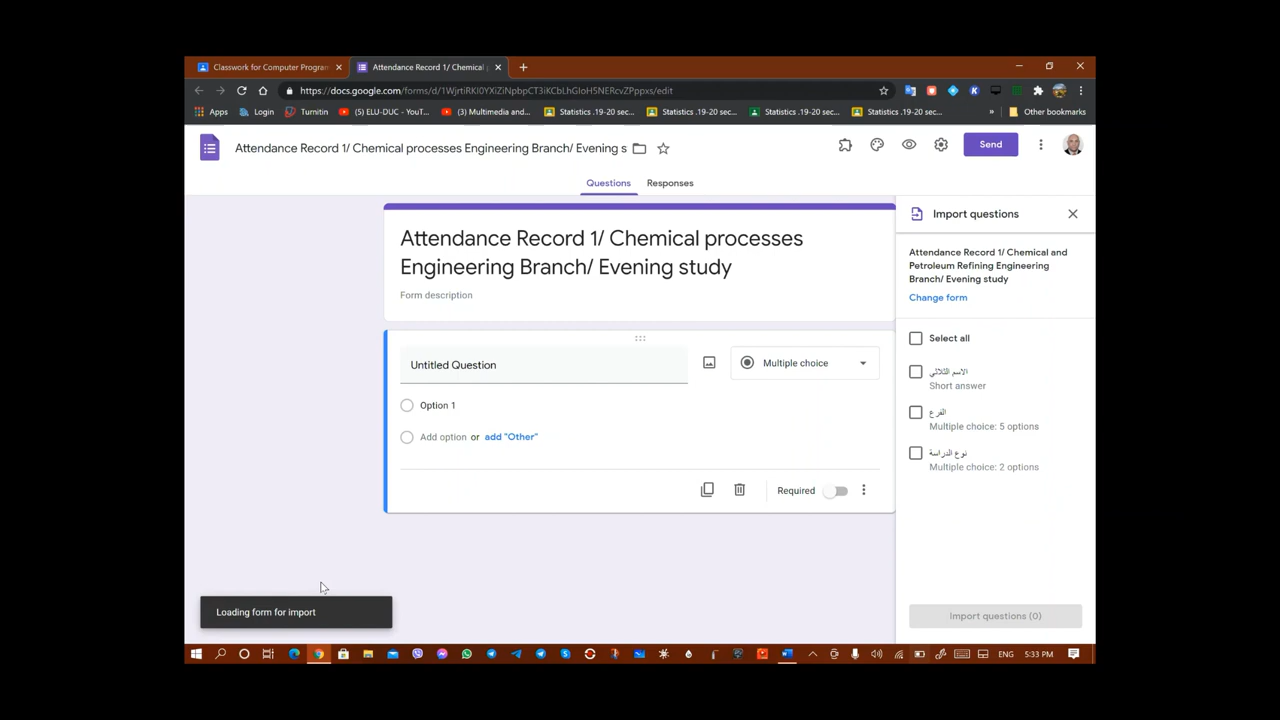 Classwork for Computer Program
Attendance Record 1/ Chemical p
https://docs.google.com/forms/d/1WjrtiRKI0YXiZiNpbpCT3iKCbLhGIoH5NERcvZPppxs/edit
Apps
Login
Turnitin
(5) ELU-DUC - YouT...
(3) Multimedia and...
Statistics .19-20 sec...
Statistics .19-20 sec...
Statistics .19-20 sec...
Statistics .19-20 sec...
»
Other bookmarks
Attendance Record 1/ Chemical processes Engineering Branch/ Evening s
Send
Questions
Responses
Attendance Record 1/ Chemical processes
Engineering Branch/ Evening study
Form description
Untitled Question
Multiple choice
Option 1
Add option or add "Other"
Required
Loading form for import
Import questions
Attendance Record 1/ Chemical and
Petroleum Refining Engineering
Branch/ Evening study
Change form
Select all
الاسم الثلاثي
Short answer
الفرع
Multiple choice: 5 options
نوع الدراسة
Multiple choice: 2 options
Import questions (0)
ENG
5:33 PM